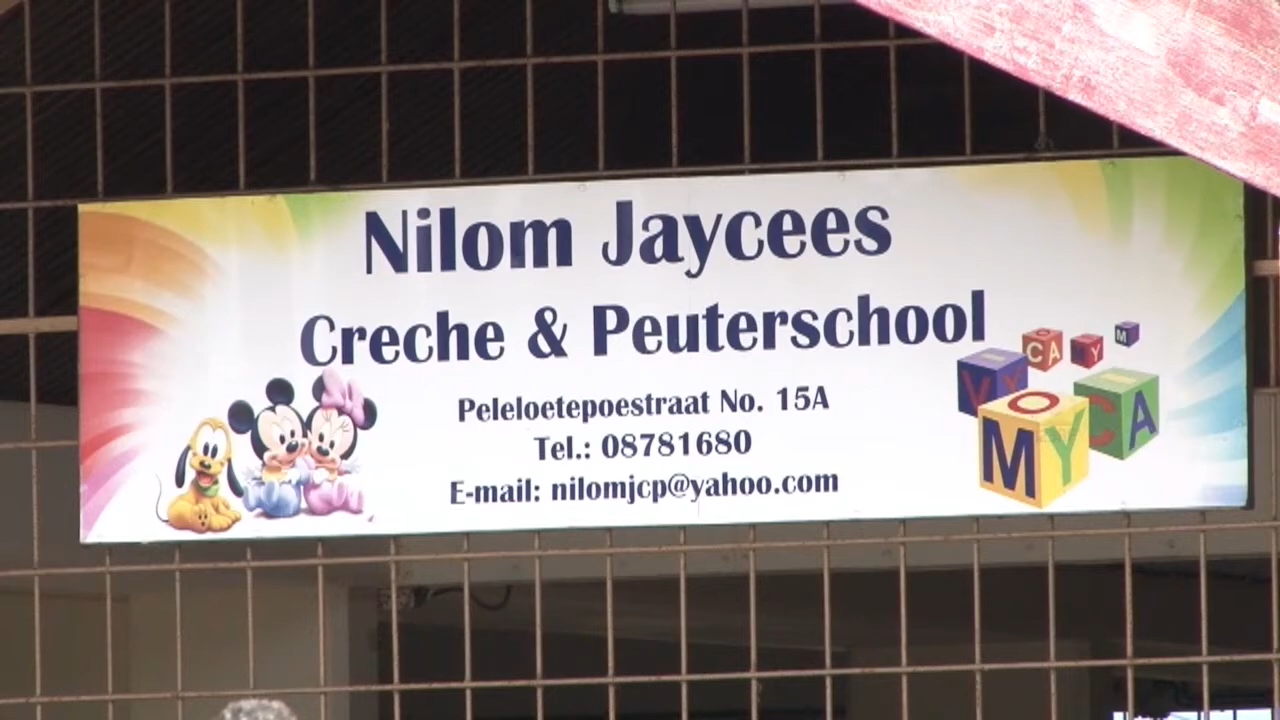 Nilom Jaycees
Creche & Peuterschool
Peleloetepoestraat No. 15A
Tel.: 08781680
E-mail: nilomjcp@yahoo.com
C A
Y
M
V Y
O
M Y
C A